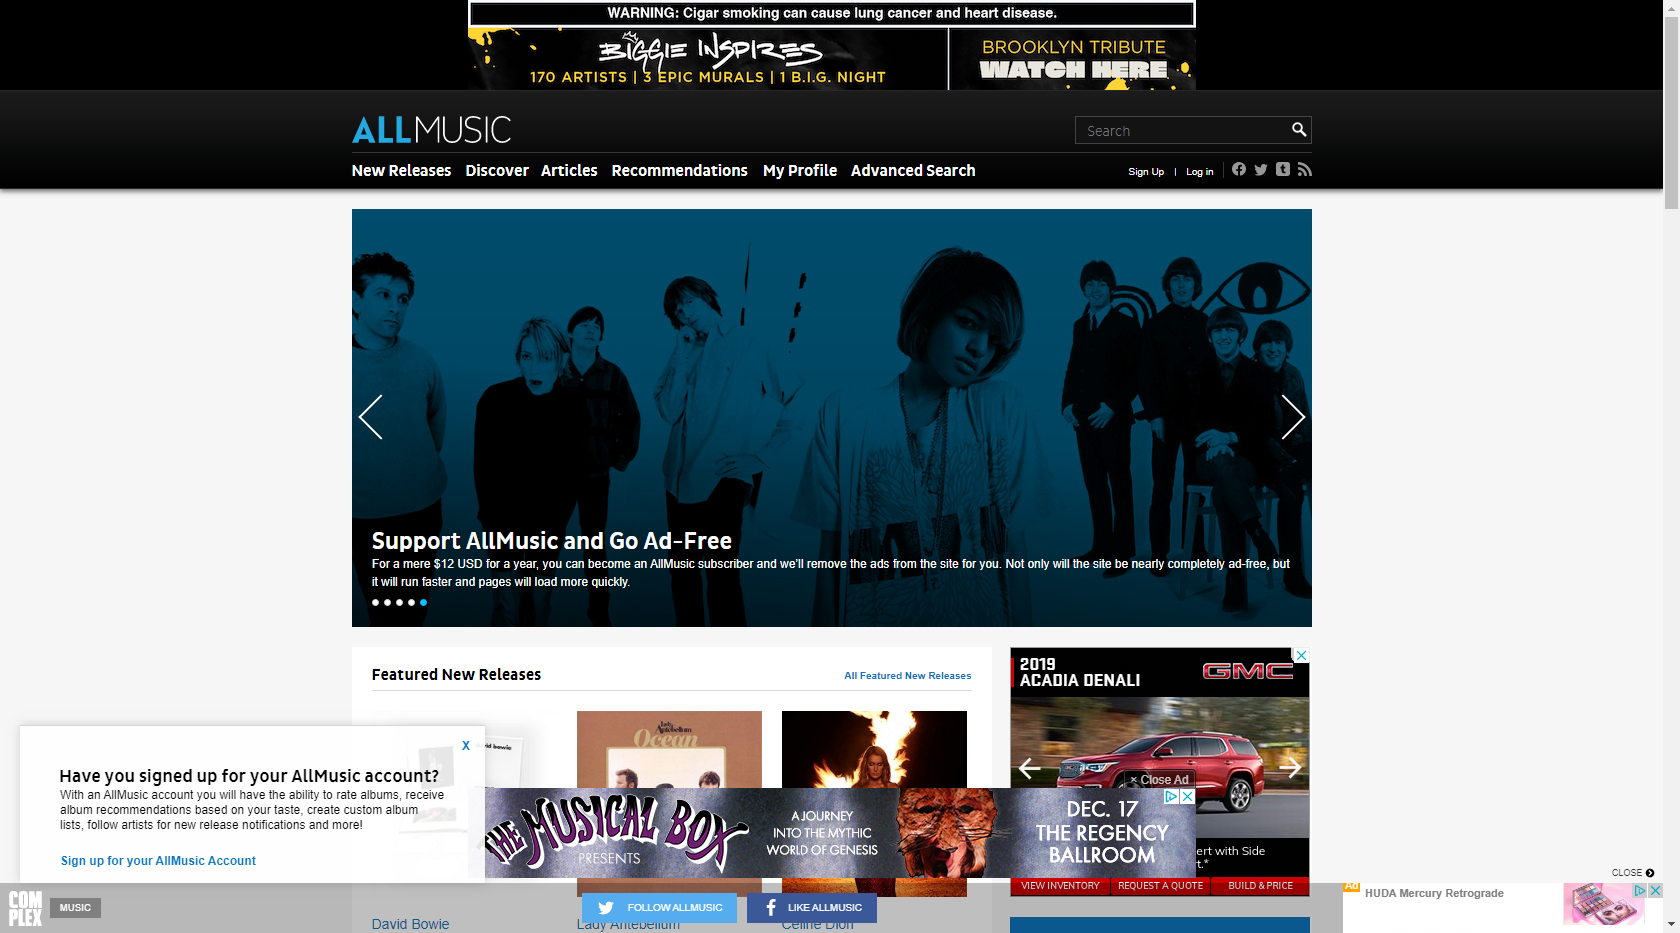 WARNING: Cigar smoking can cause lung cancer and heart disease.
BIGGIE INSPIRES
170 ARTISTS | 3 EPIC MURALS | 1 B.I.G. NIGHT
BROOKLYN TRIBUTE
WATCH HERE
ALLMUSIC
Search
New Releases
Discover
Articles
Recommendations
My Profile
Advanced Search
Sign Up | Log in
Support AllMusic and Go Ad-Free
For a mere $12 USD for a year, you can become an AllMusic subscriber and we'll remove the ads from the site for you. Not only will the site be nearly completely ad-free, but
it will run faster and pages will load more quickly.
Featured New Releases
All Featured New Releases
2019
ACADIA DENALI
GMC
X
david bowie
Lady Antebellum
Ocean
Have you signed up for your AllMusic account?
With an AllMusic account you will have the ability to rate albums, receive
album recommendations based on your taste, create custom album
lists, follow artists for new release notifications and more!
Sign up for your AllMusic Account
× Close Ad
THE MUSICAL BOX
PRESENTS
A JOURNEY
INTO THE MYTHIC
WORLD OF GENESIS
DEC. 17
THE REGENCY
BALLROOM
ert with Side
t.*
VIEW INVENTORY
REQUEST A QUOTE
BUILD & PRICE
CLOSE
COMPLEX
MUSIC
FOLLOW ALLMUSIC
LIKE ALLMUSIC
Ad
HUDA Mercury Retrograde
David Bowie
Lady Antebellum
Celine Dion